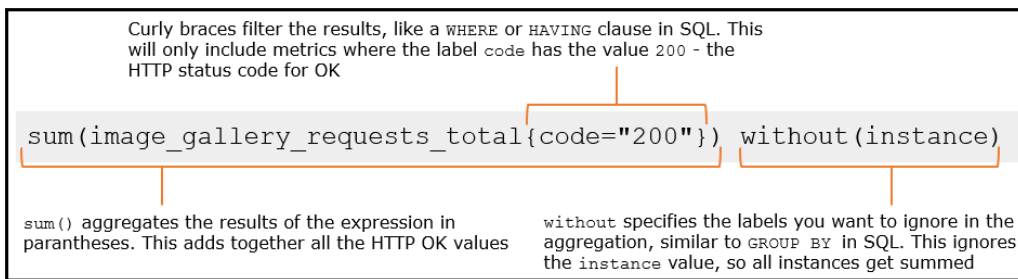 Curly braces filter the results, like a WHERE or HAVING clause in SQL. This
will only include metrics where the label code has the value 200 - the
HTTP status code for OK
sum(image_gallery_requests_total{code="200"}) without(instance)
sum() aggregates the results of the expression in
parantheses. This adds together all the HTTP OK values
without specifies the labels you want to ignore in the
aggregation, similar to GROUP BY in SQL. This ignores
the instance value, so all instances get summed